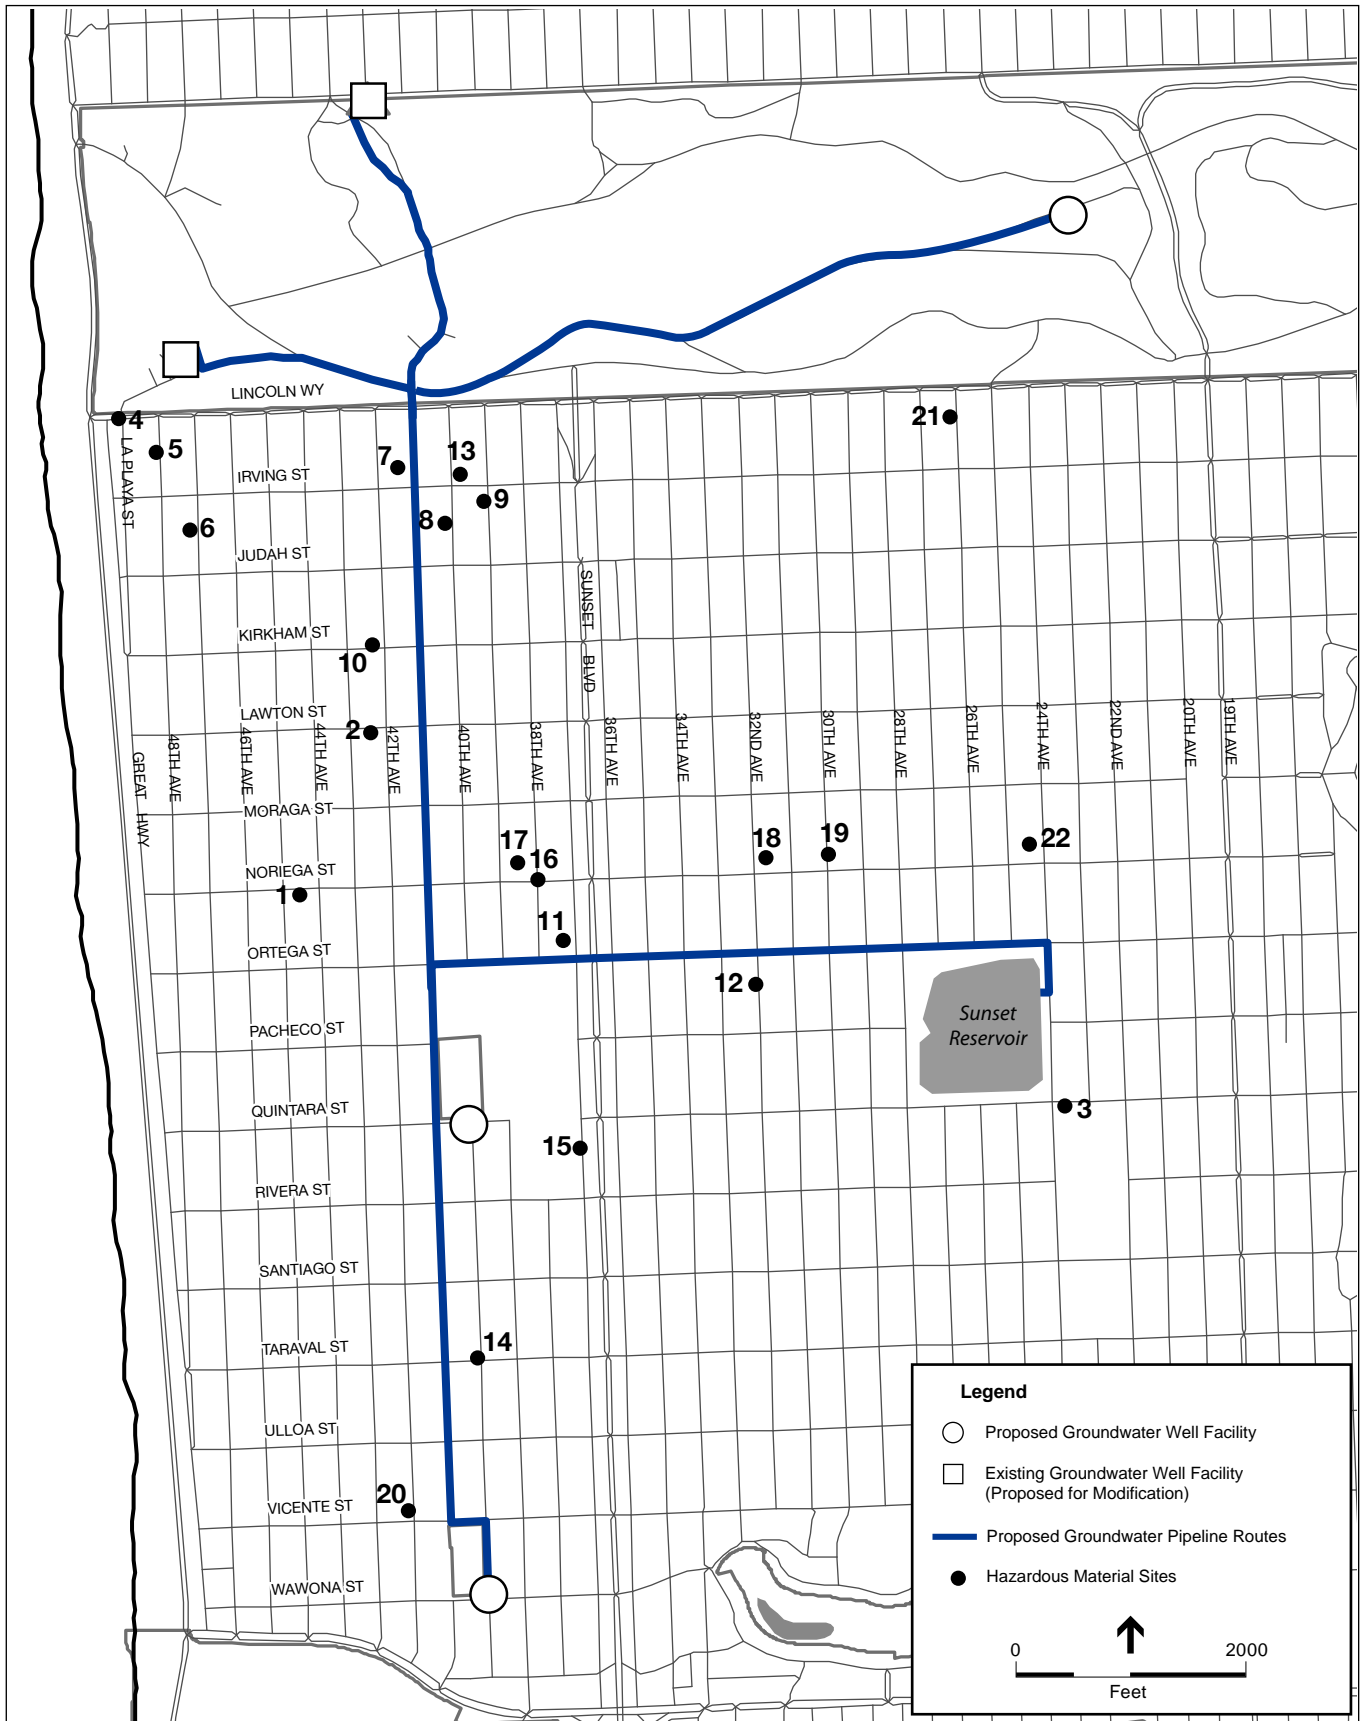 LINCOLN WY
4
LA PLAYA ST
5
7
13
21
IRVING ST
9
8
6
JUDAH ST
SUNSET BLVD
KIRKHAM ST
10
LAWTON ST
2
GREAT HWY
48TH AVE
46TH AVE
44TH AVE
42TH AVE
40TH AVE
38TH AVE
36TH AVE
34TH AVE
32ND AVE
30TH AVE
28TH AVE
26TH AVE
24TH AVE
22ND AVE
20TH AVE
19TH AVE
MORAGA ST
17
16
18
19
22
NORIEGA ST
1
11
ORTEGA ST
12
Sunset
Reservoir
PACHECO ST
QUINTARA ST
3
15
RIVERA ST
SANTIAGO ST
14
TARAVAL ST
ULLOA ST
20
VICENTE ST
WAWONA ST
Legend
Proposed Groundwater Well Facility
Existing Groundwater Well Facility
(Proposed for Modification)
Proposed Groundwater Pipeline Routes
Hazardous Material Sites
0 2000
Feet